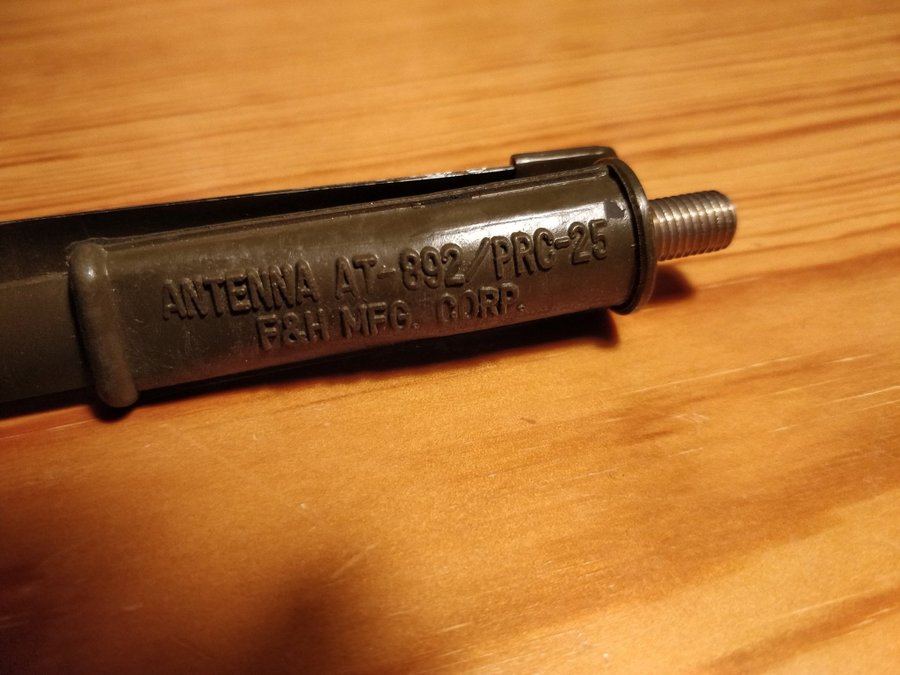 ANTENNA AT-892/PRC-25
F&H MFG. CORP.